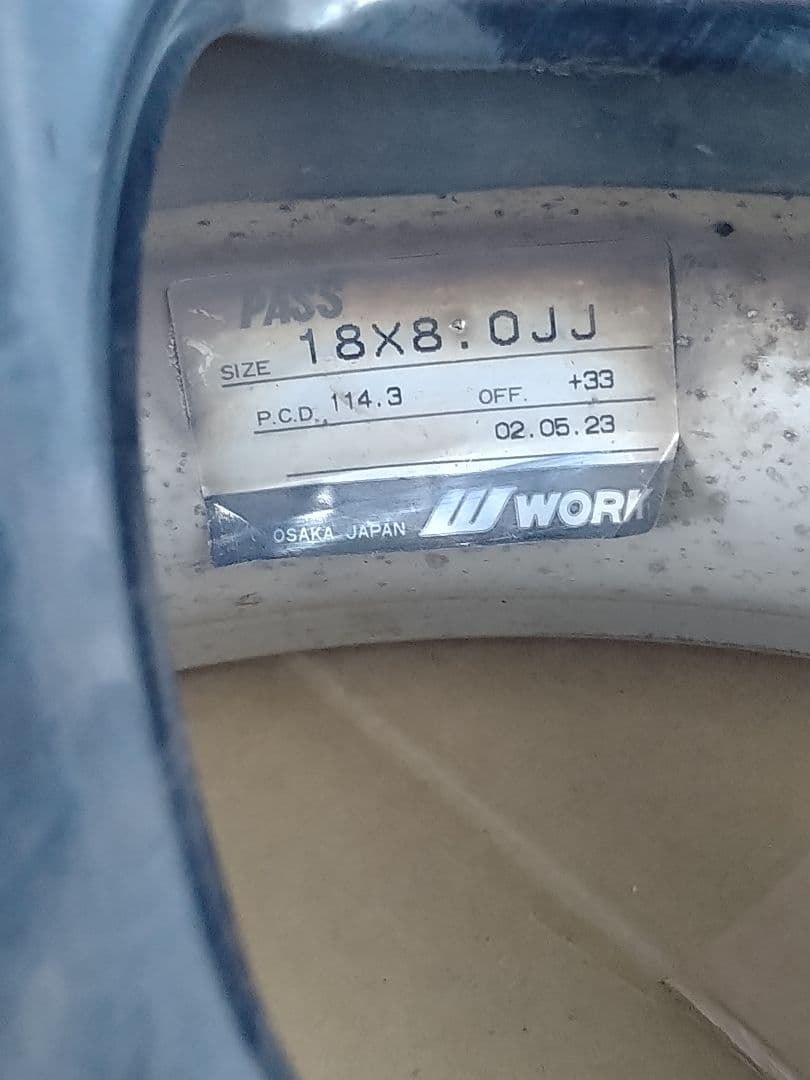 PASS
SIZE 18X8.0JJ
P.C.D. 114.3 OFF. +33
02.05.23
OSAKA JAPAN W WORK